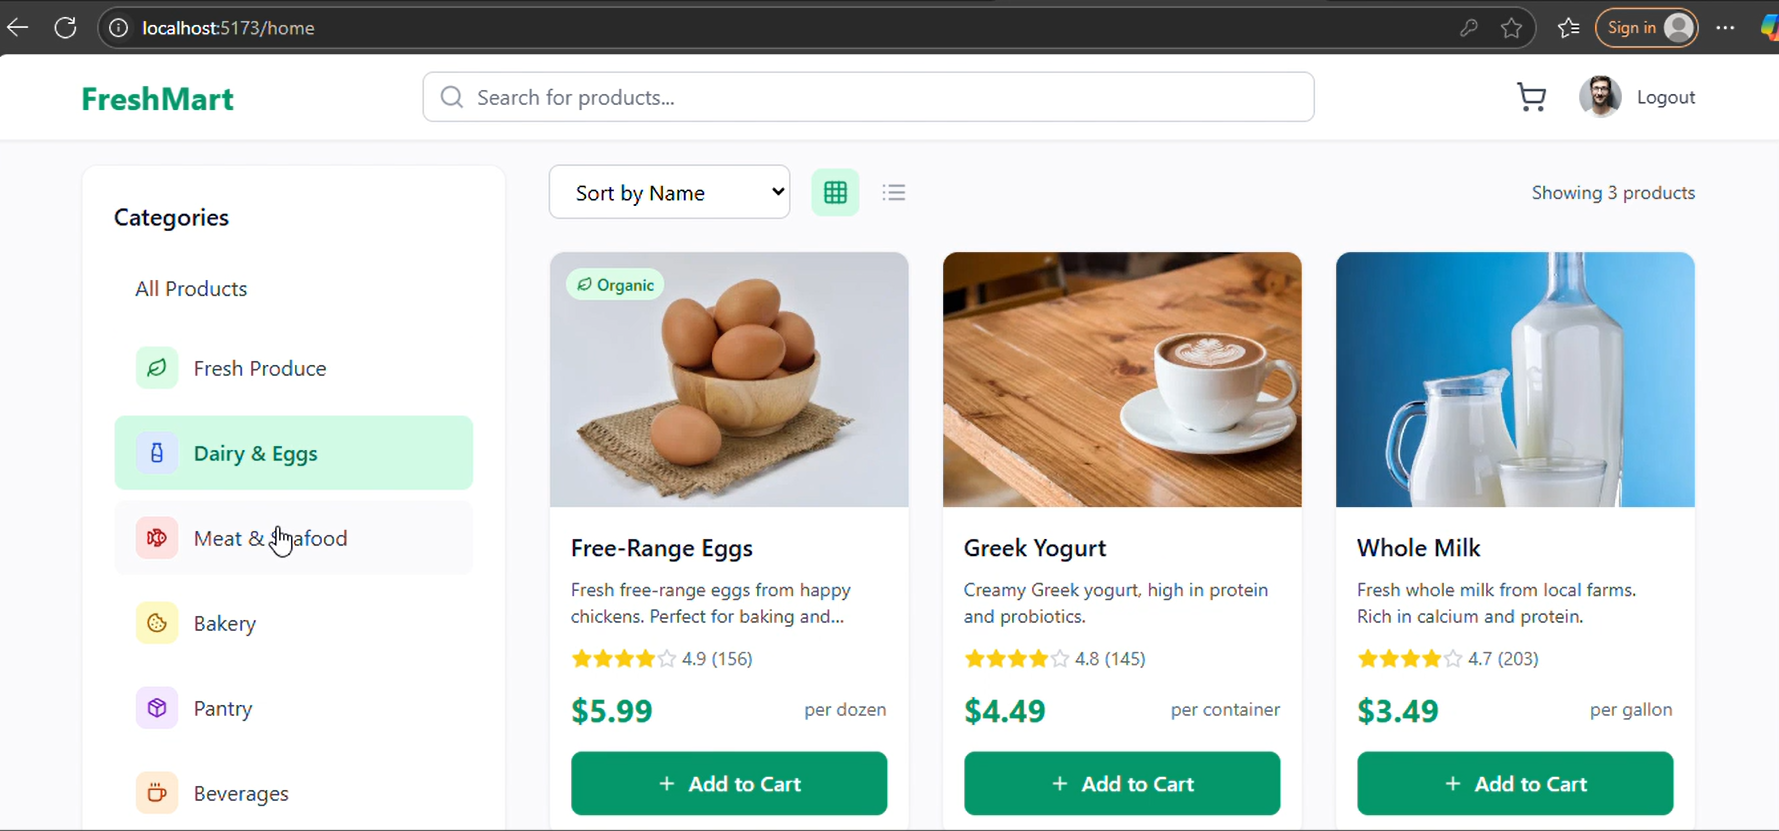 localhost:5173/home
Sign in
FreshMart
Search for products...
Logout
Categories
All Products
Fresh Produce
Dairy & Eggs
Meat &
Bakery
Pantry
Beverages
Sort by Name
Showing 3 products
Organic
Free-Range Eggs
Fresh free-range eggs from happy
chickens. Perfect for baking and...
4.9 (156)
$5.99 per dozen
+ Add to Cart
Greek Yogurt
Creamy Greek yogurt, high in protein
and probiotics.
4.8 (145)
$4.49 per container
+ Add to Cart
Whole Milk
Fresh whole milk from local farms.
Rich in calcium and protein.
4.7 (203)
$3.49 per gallon
+ Add to Cart